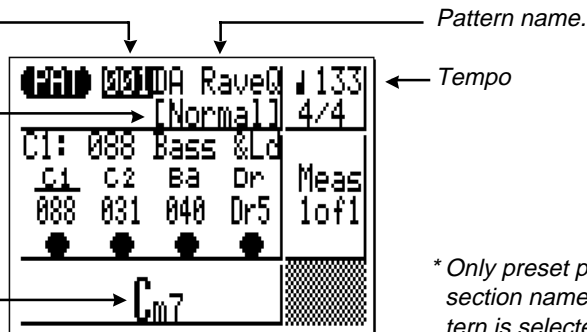 Pattern name.
PAT 001 DA RaveQ ♩133
Tempo
[Normal] 4/4
C1: 088 Bass &Ld
C1 C2 Ba Dr
Meas
088 031 040 Dr5
1of1
* Only preset p
section name
tern is select
Cm7